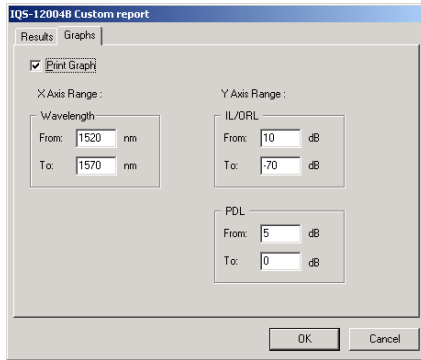 IQS-12004B Custom report
Results Graphs
Print Graph
X Axis Range :
Wavelength
From: 1520 nm
To: 1570 nm
Y Axis Range :
IL/ORL
From: 10 dB
To: -70 dB
PDL
From: 5 dB
To: 0 dB
OK Cancel